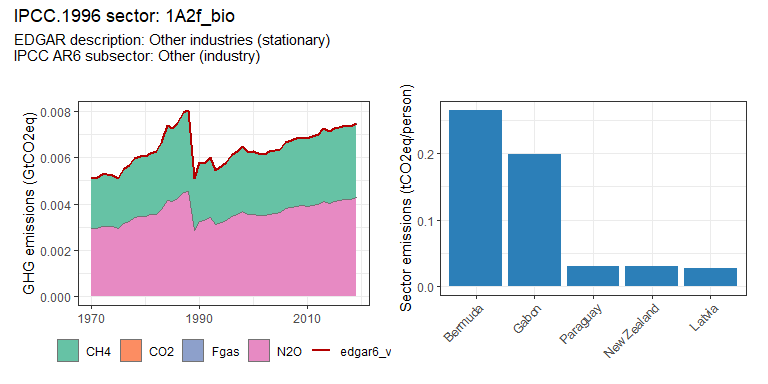 IPCC.1996 sector: 1A2f_bio
EDGAR description: Other industries (stationary)
IPCC AR6 subsector: Other (industry)
GHG emissions (GtCO2eq)
0.008
0.006
0.004
0.002
0.000
1970
1990
2010
CH4
CO2
Fgas
N2O
edgar6_v
Sector emissions (tCO2eq/person)
0.2
0.1
0.0
Bermuda
Gabon
Paraguay
New Zealand
Latvia